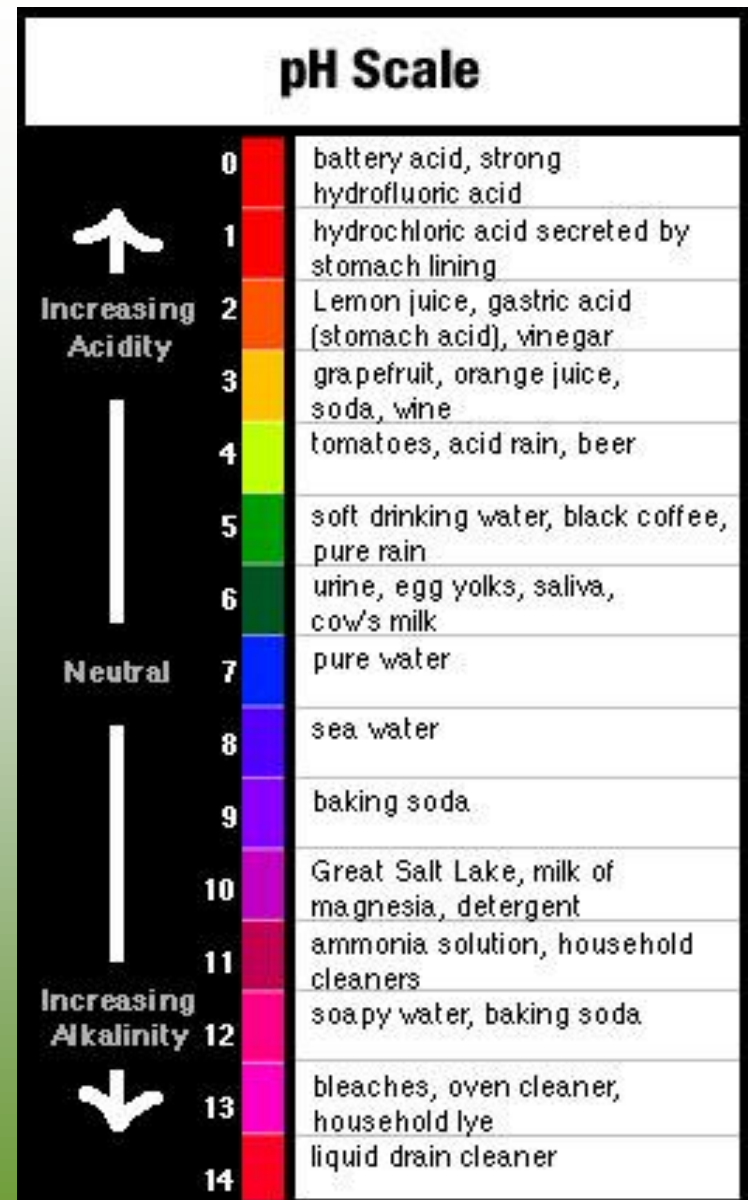 pH Scale
0 battery acid, strong
hydrofluoric acid
1 hydrochloric acid secreted by
stomach lining
Increasing
Acidity
2 Lemon juice, gastric acid
(stomach acid), vinegar
3 grapefruit, orange juice,
soda, wine
4 tomatoes, acid rain, beer
5 soft drinking water, black coffee,
pure rain
6 urine, egg yolks, saliva,
cow's milk
Neutral 7 pure water
8 sea water
9 baking soda
10 Great Salt Lake, milk of
magnesia, detergent
11 ammonia solution, household
cleaners
Increasing
Alkalinity 12 soapy water, baking soda
13 bleaches, oven cleaner,
household lye
14 liquid drain cleaner